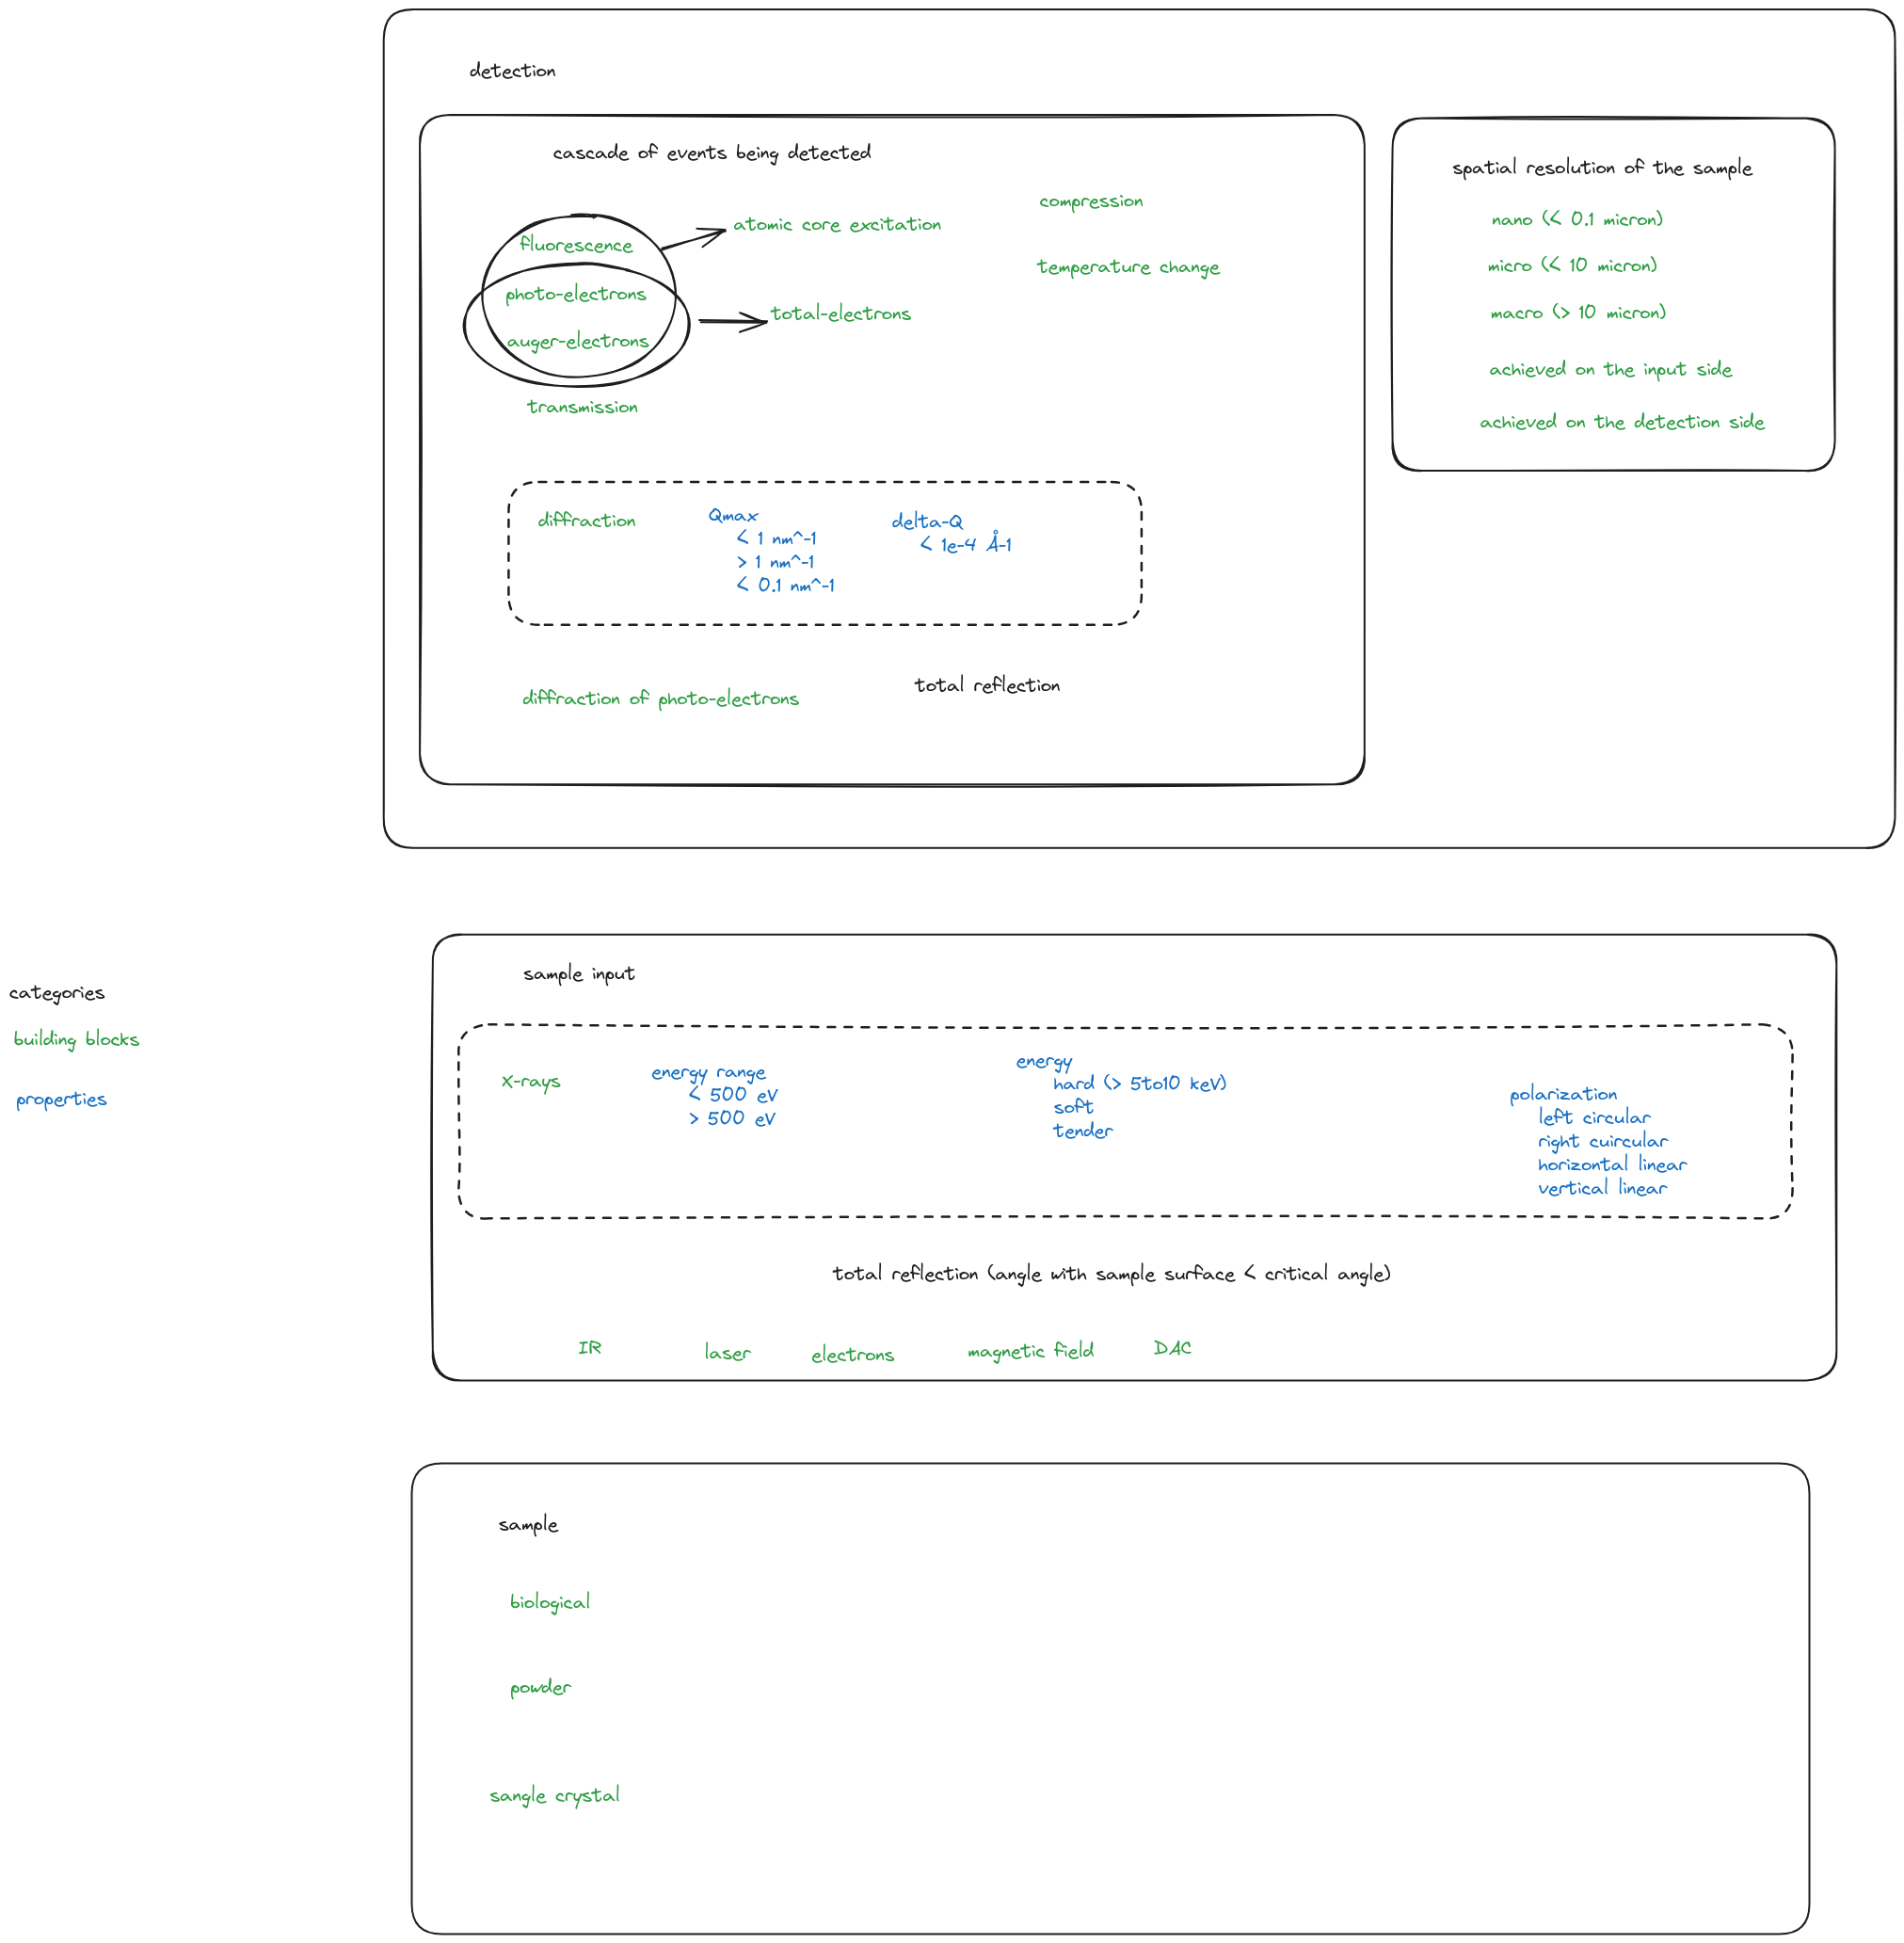 detection
cascade of events being detected
fluorescence
photo-electrons
auger-electrons
atomic core excitation
total-electrons
transmission
compression
temperature change
diffraction
Qmax
< 1 nm^-1
> 1 nm^-1
< 0.1 nm^-1
delta-Q
< 1e-4 Å-1
diffraction of photo-electrons
total reflection
spatial resolution of the sample
nano (< 0.1 micron)
micro (< 10 micron)
macro (> 10 micron)
achieved on the input side
achieved on the detection side
categories
building blocks
properties
sample input
X-rays
energy range
< 500 eV
> 500 eV
energy
hard (> 5to10 keV)
soft
tender
polarization
left circular
right cuircular
horizontal linear
vertical linear
total reflection (angle with sample surface < critical angle)
IR
laser
electrons
magnetic field
DAC
sample
biological
powder
sangle crystal